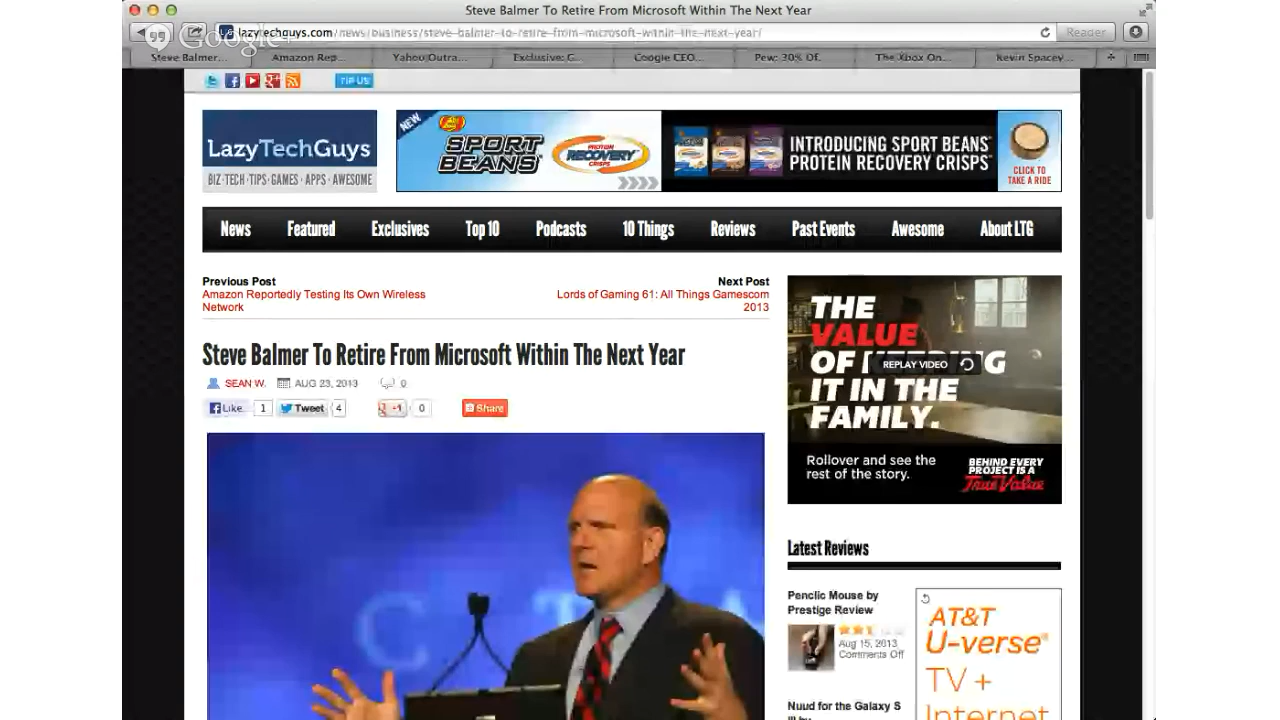 Steve Balmer To Retire From Microsoft Within The Next Year
Google+
lazytechguys.com/news/business/steve-balmer-to-retire-from-microsoft-within-the-next-year/
Reader
Steve Balmer...
Amazon Rep...
Yahoo Outra...
Exclusive: C...
Google CEO...
Pew: 30% Of...
The Xbox On...
Kevin Spacey...
TIP US
LazyTechGuys
BIZ·TECH·TIPS·GAMES·APPS·AWESOME
NEW
SPORT
BEANS
PROTEIN
RECOVERY
CRISPS
INTRODUCING SPORT BEANS®
PROTEIN RECOVERY CRISPS™
CLICK TO
TAKE A RIDE
News
Featured
Exclusives
Top 10
Podcasts
10 Things
Reviews
Past Events
Awesome
About LTG
Previous Post
Amazon Reportedly Testing Its Own Wireless
Network
Next Post
Lords of Gaming 61: All Things Gamescom
2013
Steve Balmer To Retire From Microsoft Within The Next Year
SEAN W.
AUG 23, 2013
0
Like
1
Tweet
4
+1
0
Share
THE
VALUE
OF KEEPING
REPLAY VIDEO
IT IN THE
FAMILY.
Rollover and see the
rest of the story.
BEHIND EVERY
PROJECT IS A
True Value
Latest Reviews
Penclic Mouse by
Prestige Review
Aug 15, 2013
Comments Off
Nuud for the Galaxy S
III by
AT&T
U-verse®
TV +
Internet